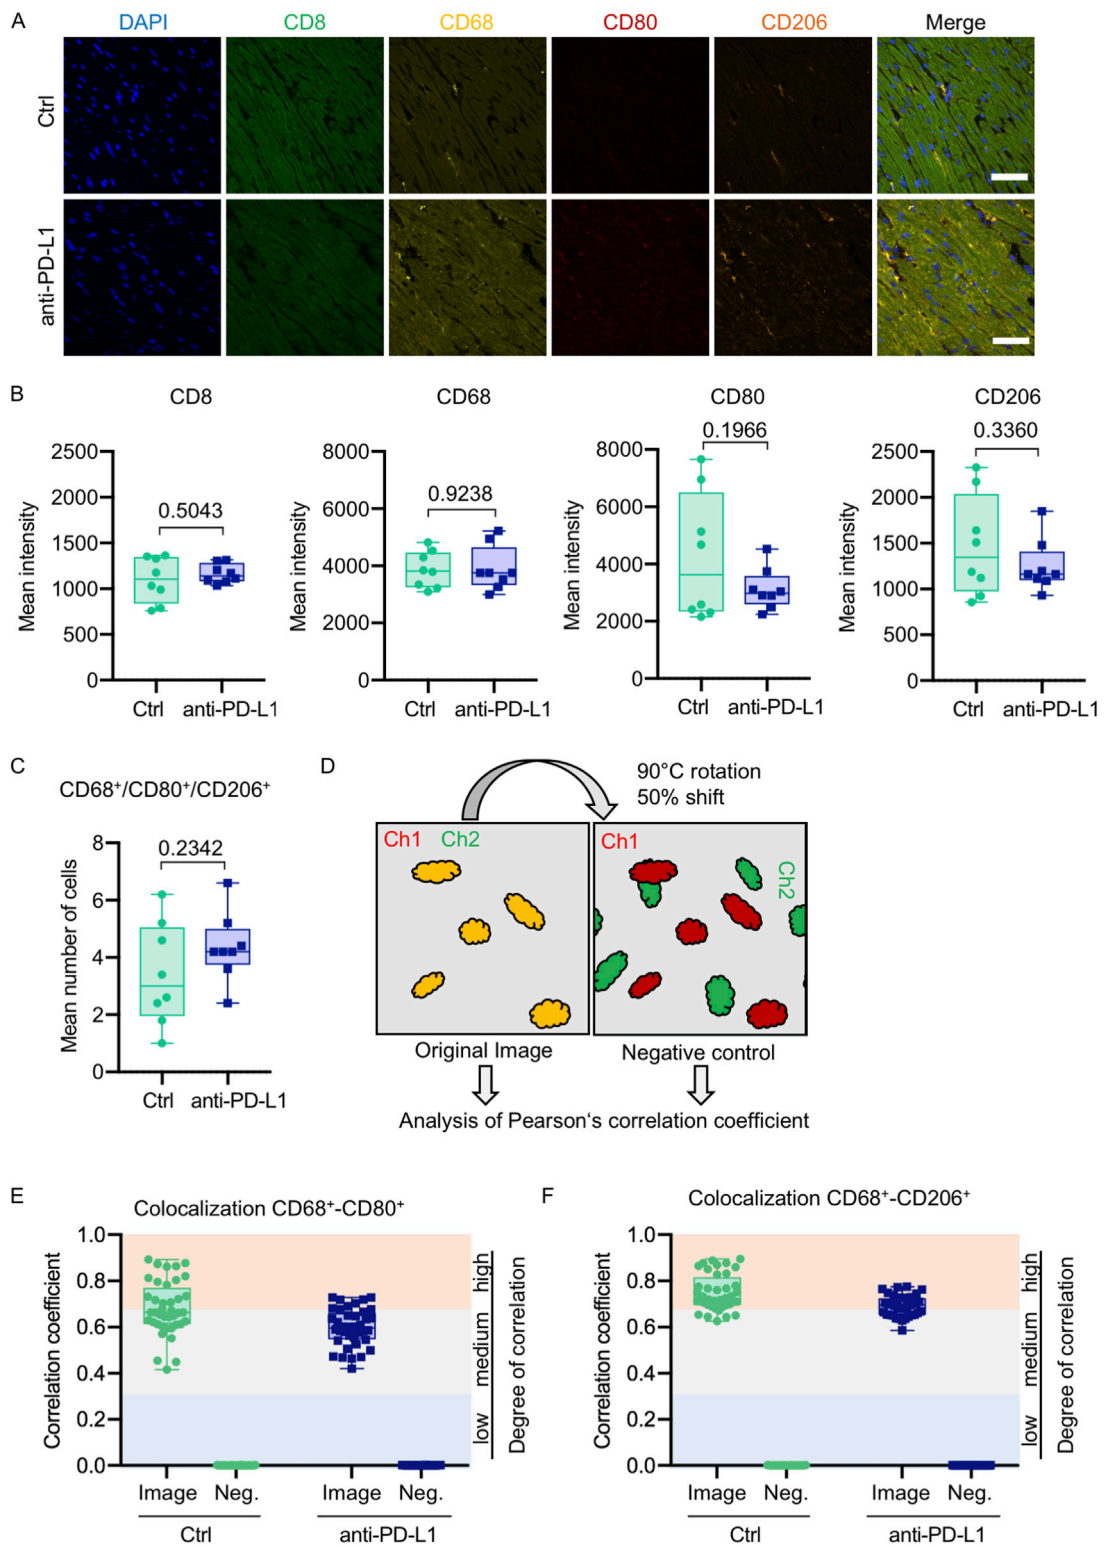 A
DAPI CD8 CD68 CD80 CD206 Merge
Ctrl
anti-PD-L1
B
CD8 CD68 CD80 CD206
Mean intensity
2500
2000
1500
1000
500
0
0.5043
Ctrl anti-PD-L1
Mean intensity
8000
6000
4000
2000
0
0.9238
Ctrl anti-PD-L1
Mean intensity
8000
6000
4000
2000
0
0.1966
Ctrl anti-PD-L1
Mean intensity
2500
2000
1500
1000
500
0
0.3360
Ctrl anti-PD-L1
C
CD68⁺/CD80⁺/CD206⁺
Mean number of cells
8
6
4
2
0
0.2342
Ctrl anti-PD-L1
D
90°C rotation
50% shift
Ch1 Ch2
Ch1
Ch2
Original Image
Negative control
Analysis of Pearson‘s correlation coefficient
E
Colocalization CD68⁺-CD80⁺
Correlation coefficient
1.0
0.8
0.6
0.4
0.2
0.0
high
medium
low
Degree of correlation
Image Neg. Image Neg.
Ctrl anti-PD-L1
F
Colocalization CD68⁺-CD206⁺
Correlation coefficient
1.0
0.8
0.6
0.4
0.2
0.0
high
medium
low
Degree of correlation
Image Neg. Image Neg.
Ctrl anti-PD-L1